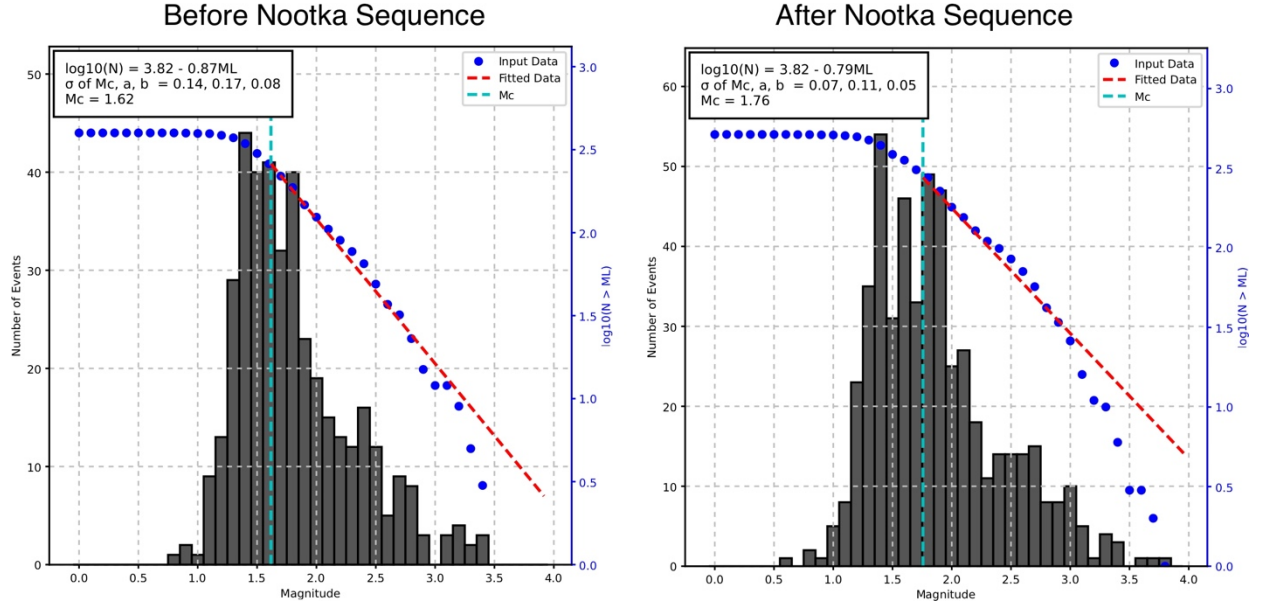 Before Nootka Sequence
log10(N) = 3.82 - 0.87ML
σ of Mc, a, b = 0.14, 0.17, 0.08
Mc = 1.62
Input Data
Fitted Data
Mc
50
40
30
20
10
0
Number of Events
3.0
2.5
2.0
1.5
1.0
0.5
0.0
log10(N > ML)
0.0 0.5 1.0 1.5 2.0 2.5 3.0 3.5 4.0
Magnitude
After Nootka Sequence
log10(N) = 3.82 - 0.79ML
σ of Mc, a, b = 0.07, 0.11, 0.05
Mc = 1.76
Input Data
Fitted Data
Mc
60
50
40
30
20
10
0
Number of Events
3.0
2.5
2.0
1.5
1.0
0.5
0.0
log10(N > ML)
0.0 0.5 1.0 1.5 2.0 2.5 3.0 3.5 4.0
Magnitude